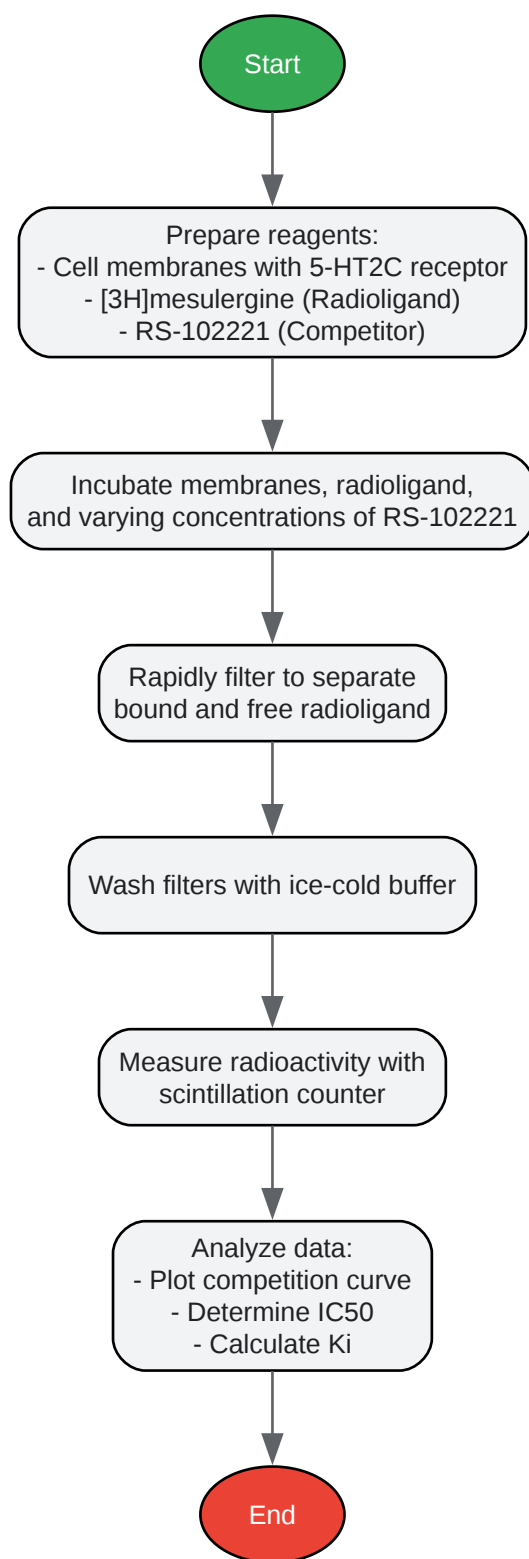 Start
Prepare reagents:
- Cell membranes with 5-HT2C receptor
- [3H]mesulergine (Radioligand)
- RS-102221 (Competitor)
Incubate membranes, radioligand,
and varying concentrations of RS-102221
Rapidly filter to separate
bound and free radioligand
Wash filters with ice-cold buffer
Measure radioactivity with
scintillation counter
Analyze data:
- Plot competition curve
- Determine IC50
- Calculate Ki
End